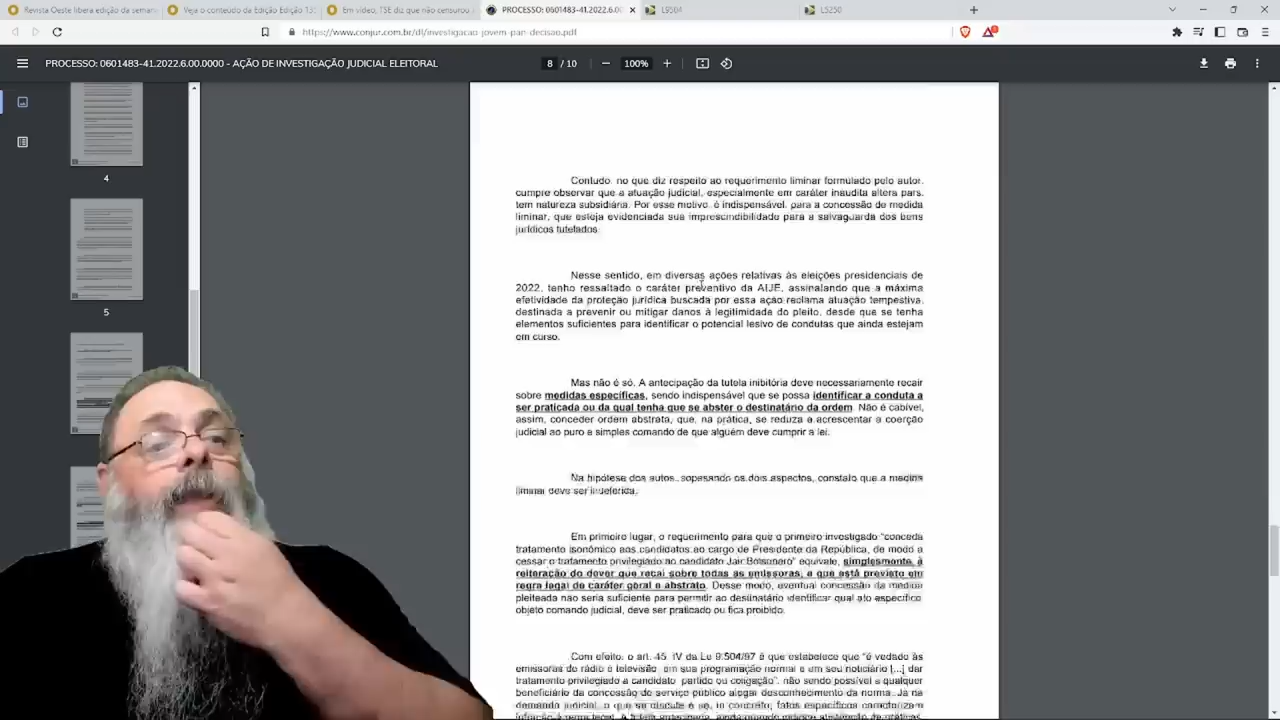 Revista Oeste libera edição da seman
Veja o conteúdo da Edição Edição 13
Em vídeo, TSE diz que não censurou
PROCESSO: 0601483-41.2022.6.00
L9504
L5250
https://www.conjur.com.br/dl/investigacao-jovem-pan-decisao.pdf
PROCESSO: 0601483-41.2022.6.00.0000 - AÇÃO DE INVESTIGAÇÃO JUDICIAL ELEITORAL
8 / 10
100%
4
5
Contudo, no que diz respeito ao requerimento liminar formulado pelo autor,
cumpre observar que a atuação judicial, especialmente em caráter inaudita altera pars,
tem natureza subsidiária. Por esse motivo, é indispensável, para a concessão de medida
liminar, que esteja evidenciada sua imprescindibilidade para a salvaguarda dos bens
jurídicos tutelados.
Nesse sentido, em diversas ações relativas às eleições presidenciais de
2022, tenho ressaltado o caráter preventivo da AIJE, assinalando que a máxima
efetividade da proteção jurídica buscada por essa ação reclama atuação tempestiva,
destinada a prevenir ou mitigar danos à legitimidade do pleito, desde que se tenha
elementos suficientes para identificar o potencial lesivo de condutas que ainda estejam
em curso.
Mas não é só. A antecipação da tutela inibitória deve necessariamente recair
sobre medidas específicas, sendo indispensável que se possa identificar a conduta a
ser praticada ou da qual tenha que se abster o destinatário da ordem. Não é cabível,
assim, conceder ordem abstrata, que, na prática, se reduza a acrescentar a coerção
judicial ao puro e simples comando de que alguém deve cumprir a lei.
Na hipótese dos autos, sopesando os dois aspectos, constato que a medida
liminar deve ser indeferida.
Em primeiro lugar, o requerimento para que o primeiro investigado "conceda
tratamento isonômico aos candidatos ao cargo de Presidente da República, de modo a
cessar o tratamento privilegiado ao candidato Jair Bolsonaro" equivale, simplesmente, à
reiteração do dever que recai sobre todas as emissoras, a que está previsto em
regra legal de caráter geral e abstrato. Desse modo, eventual concessão da medida
pleiteada não seria suficiente para permitir ao destinatário identificar qual ato específico,
objeto comando judicial, deve ser praticado ou fica proibido.
Com efeito, o art. 45, IV da Le 9.504/97 é que estabelece que "é vedado às
emissoras de rádio e televisão, em sua programação normal e em seu noticiário [...] dar
tratamento privilegiado a candidato, partido ou coligação", não sendo possível a qualquer
beneficiário da concessão do serviço público alegar desconhecimento da norma. Já na
demanda judicial, o que se discute é se, in concreto, fatos específicos